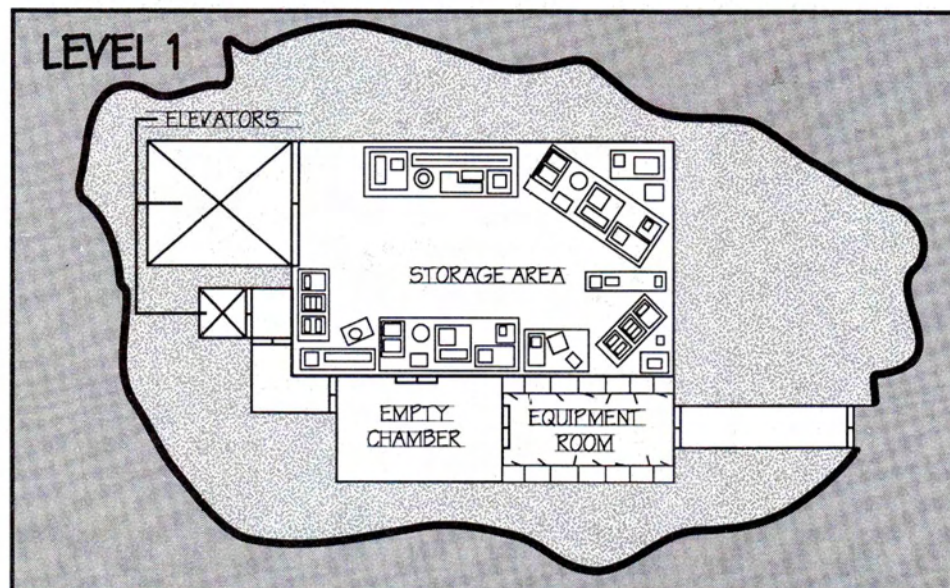 LEVEL 1
ELEVATORS
STORAGE AREA
EMPTY
CHAMBER
EQUIPMENT
ROOM